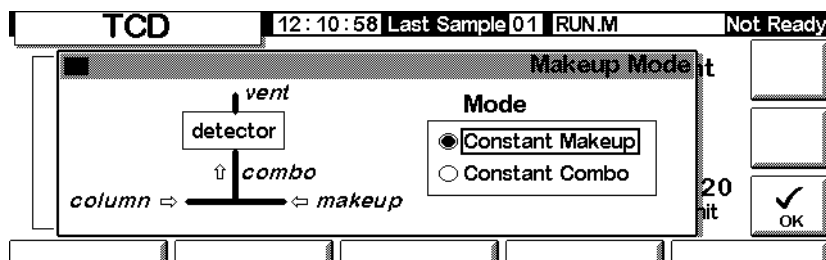 TCD 12:10:58 Last Sample 01 RUN.M Not Ready
Makeup Mode
vent
Mode
detector
Constant Makeup
combo
Constant Combo
column ⇨ ⇦ makeup
20
OK